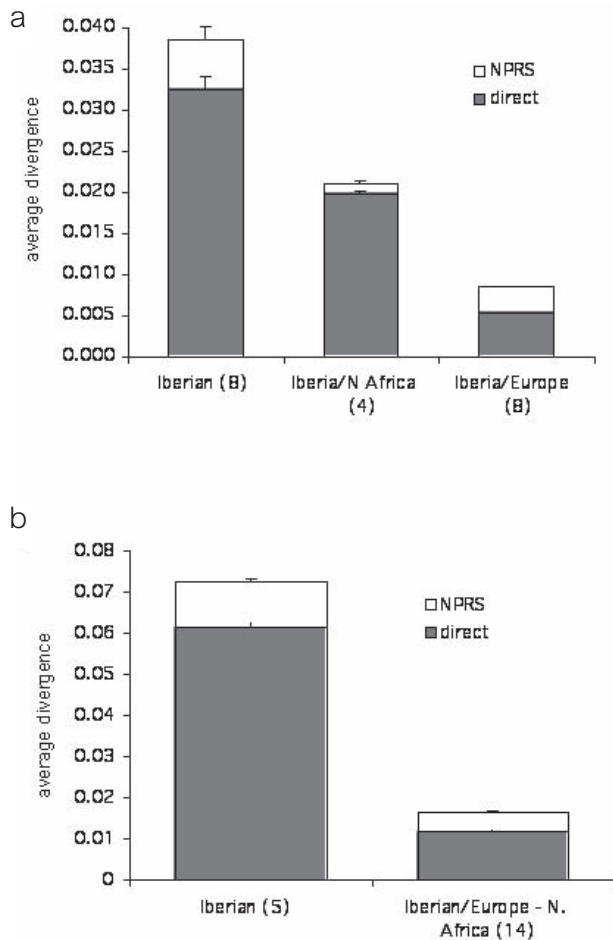 a
0.040
0.035
0.030
0.025
0.020
0.015
0.010
0.005
0.000
average divergence
NPRS
direct
Iberian (8)
Iberia/N Africa
(4)
Iberia/Europe
(8)
b
0.08
0.07
0.06
0.05
0.04
0.03
0.02
0.01
0
average divergence
NPRS
direct
Iberian (5)
Iberian/Europe - N.
Africa (14)